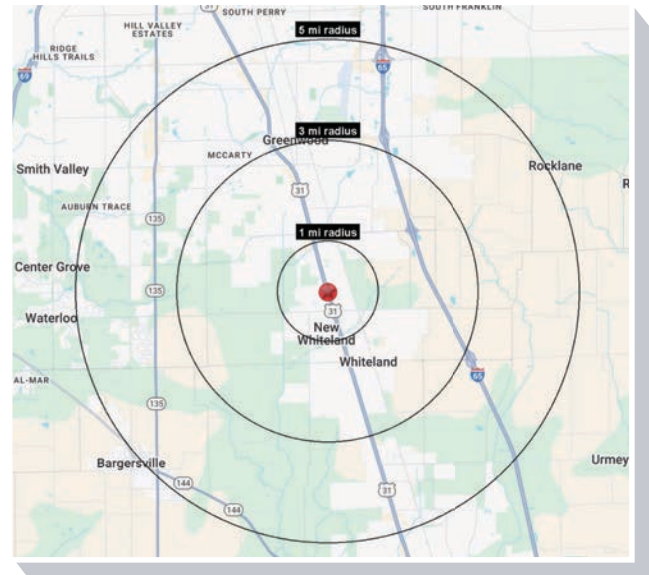 31
SOUTH PERRY
SOUTH FRANKLIN
HILL VALLEY
ESTATES
5 mi radius
RIDGE
HILLS TRAILS
69
65
3 mi radius
Greenwood
MCCARTY
Smith Valley
Rocklane
R
31
AUBURN TRACE
135
1 mi radius
Center Grove
135
31
Waterloo
New
Whiteland
Whiteland
65
AL-MAR
135
Bargersville
Urmey
144
31
144